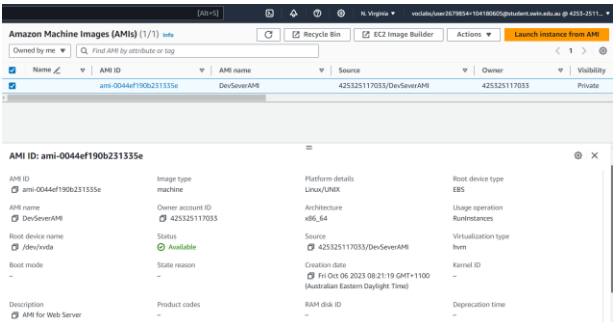 [Alt+S]
N. Virginia ▼ voclabs/user2679854=104180605@student.swin.edu.au @ 4253-2511... ▼
Amazon Machine Images (AMIs) (1/1) Info
Recycle Bin
EC2 Image Builder
Actions ▼
Launch instance from AMI
Owned by me ▼
Find AMI by attribute or tag
< 1 >
Name AMI ID AMI name Source Owner Visibility
ami-0044ef190b231335e DevSeverAMI 425325117033/DevSeverAMI 425325117033 Private
AMI ID: ami-0044ef190b231335e
AMI ID Image type Platform details Root device type
ami-0044ef190b231335e machine Linux/UNIX EBS
AMI name Owner account ID Architecture Usage operation
DevSeverAMI 425325117033 x86_64 RunInstances
Root device name Status Source Virtualization type
/dev/xvda Available 425325117033/DevSeverAMI hvm
Boot mode State reason Creation date Kernel ID
– – Fri Oct 06 2023 08:21:19 GMT+1100 –
(Australian Eastern Daylight Time)
Description Product codes RAM disk ID Deprecation time
AMI for Web Server – – –